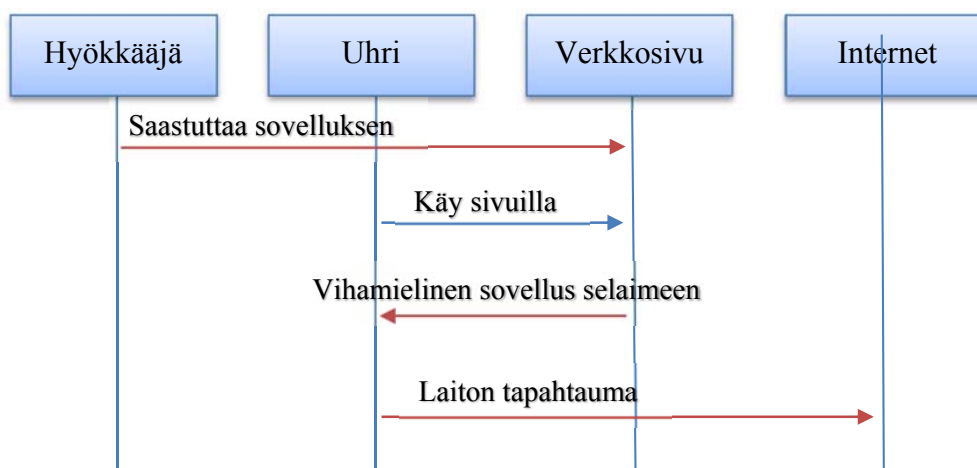 Hyökkääjä
Uhri
Verkkosivu
Internet
Saastuttaa sovelluksen
Käy sivuilla
Vihamielinen sovellus selaimeen
Laiton tapahtauma